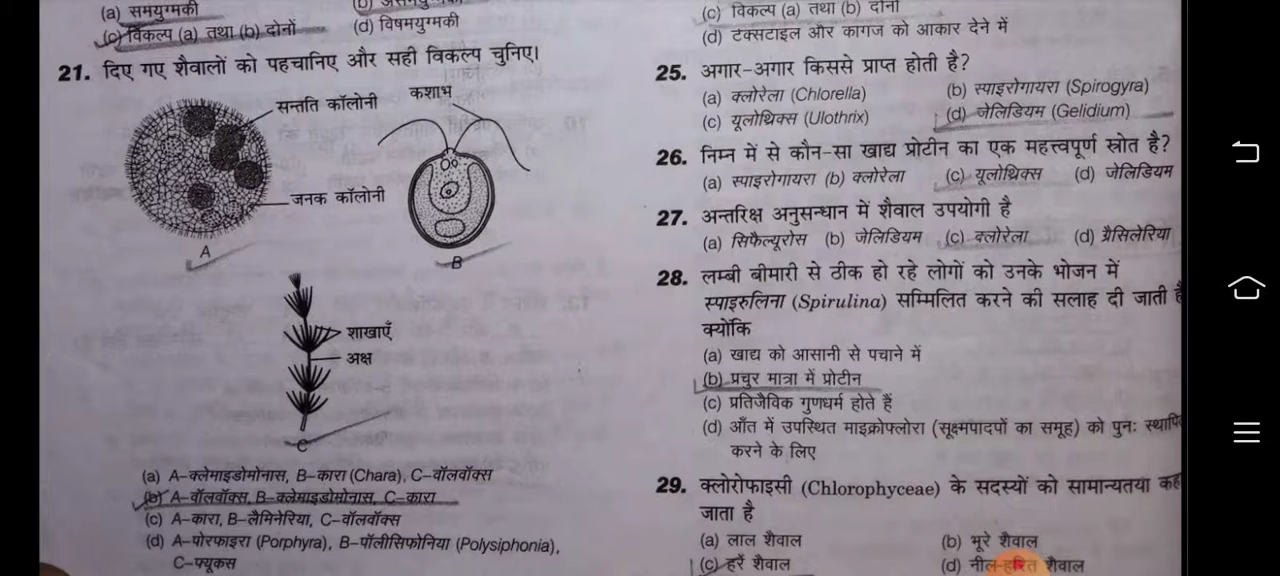 (a) समयुग्मकी
(c) विकल्प (a) तथा (b) दोनों (d) विषमयुग्मकी
21. दिए गए शैवालों को पहचानिए और सही विकल्प चुनिए।
सन्तति कॉलोनी
कशाभ
जनक कॉलोनी
A
B
शाखाएँ
अक्ष
C
(a) A-क्लेमाइडोमोनास, B-कारा (Chara), C-वॉलवॉक्स
(b) A-वॉलवॉक्स, B-क्लेमाइडोमोनास, C-कारा
(c) A-कारा, B-लैमिनेरिया, C-वॉलवॉक्स
(d) A-पोरफाइरा (Porphyra), B-पॉलीसिफोनिया (Polysiphonia),
C-फ्यूकस
(c) विकल्प (a) तथा (b) दोनों
(d) टेक्सटाइल और कागज को आकार देने में
25. अगार-अगार किससे प्राप्त होती है?
(a) क्लोरेला (Chlorella) (b) स्पाइरोगायरा (Spirogyra)
(c) यूलोथिक्स (Ulothrix) (d) जेलिडियम (Gelidium)
26. निम्न में से कौन-सा खाद्य प्रोटीन का एक महत्त्वपूर्ण स्रोत है?
(a) स्पाइरोगायरा (b) क्लोरेला (c) यूलोथिक्स (d) जेलिडियम
27. अन्तरिक्ष अनुसन्धान में शैवाल उपयोगी है
(a) सिफैल्यूरोस (b) जेलिडियम (c) क्लोरेला (d) ग्रैसिलेरिया
28. लम्बी बीमारी से ठीक हो रहे लोगों को उनके भोजन में
स्पाइरुलिना (Spirulina) सम्मिलित करने की सलाह दी जाती है
क्योंकि
(a) खाद्य को आसानी से पचाने में
(b) प्रचुर मात्रा में प्रोटीन
(c) प्रतिजैविक गुणधर्म होते हैं
(d) आँत में उपस्थित माइक्रोफ्लोरा (सूक्ष्मपादपों का समूह) को पुनः
करने के लिए
29. क्लोरोफाइसी (Chlorophyceae) के सदस्यों को सामान्यतया
जाता है
(a) लाल शैवाल (b) भूरे शैवाल
(c) हरें शैवाल (d) नील-हरित शैवाल